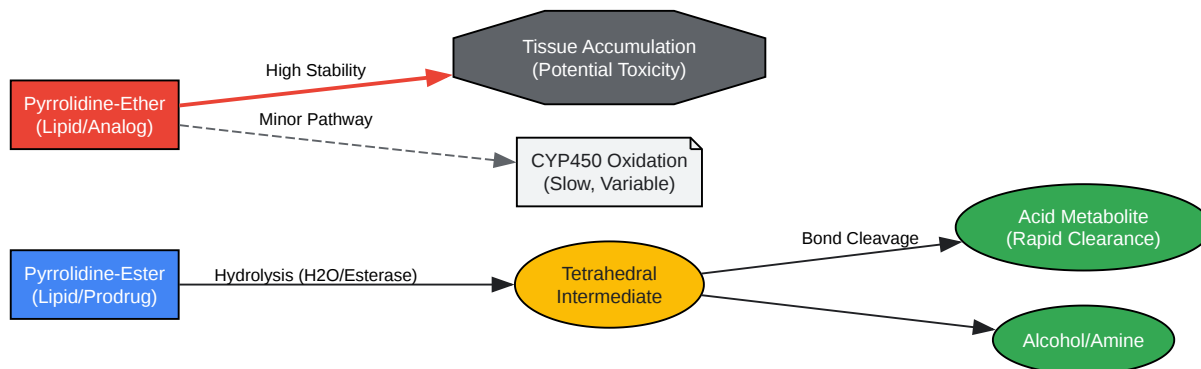 Tissue Accumulation
(Potential Toxicity)
High Stability
Pyrrolidine-Ether
(Lipid/Analog)
Minor Pathway
CYP450 Oxidation
(Slow, Variable)
Acid Metabolite
(Rapid Clearance)
Bond Cleavage
Pyrrolidine-Ester
(Lipid/Prodrug)
Hydrolysis (H2O/Esterase)
Tetrahedral
Intermediate
Alcohol/Amine